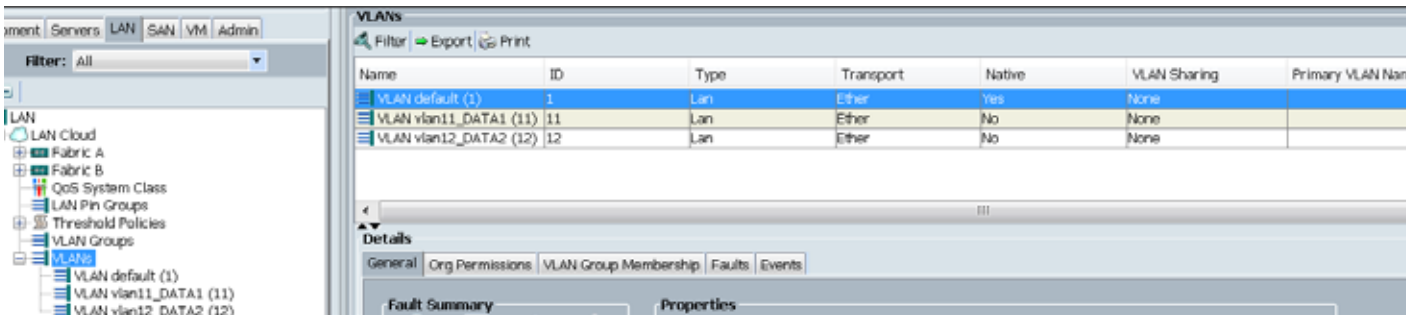 VLANs
ment Servers LAN SAN VM Admin
Filter Export Print
Filter: All
Name ID Type Transport Native VLAN Sharing Primary VLAN Nan
VLAN default (1) 1 Lan Ether Yes None
VLAN vlan11_DATA1 (11) 11 Lan Ether No None
VLAN vlan12_DATA2 (12) 12 Lan Ether No None
LAN
LAN Cloud
Fabric A
Fabric B
QoS System Class
LAN Pin Groups
Threshold Policies
VLAN Groups
VLANs
VLAN default (1)
VLAN vlan11_DATA1 (11)
VLAN vlan12_DATA2 (12)
Details
General Org Permissions VLAN Group Membership Faults Events
Fault Summary Properties